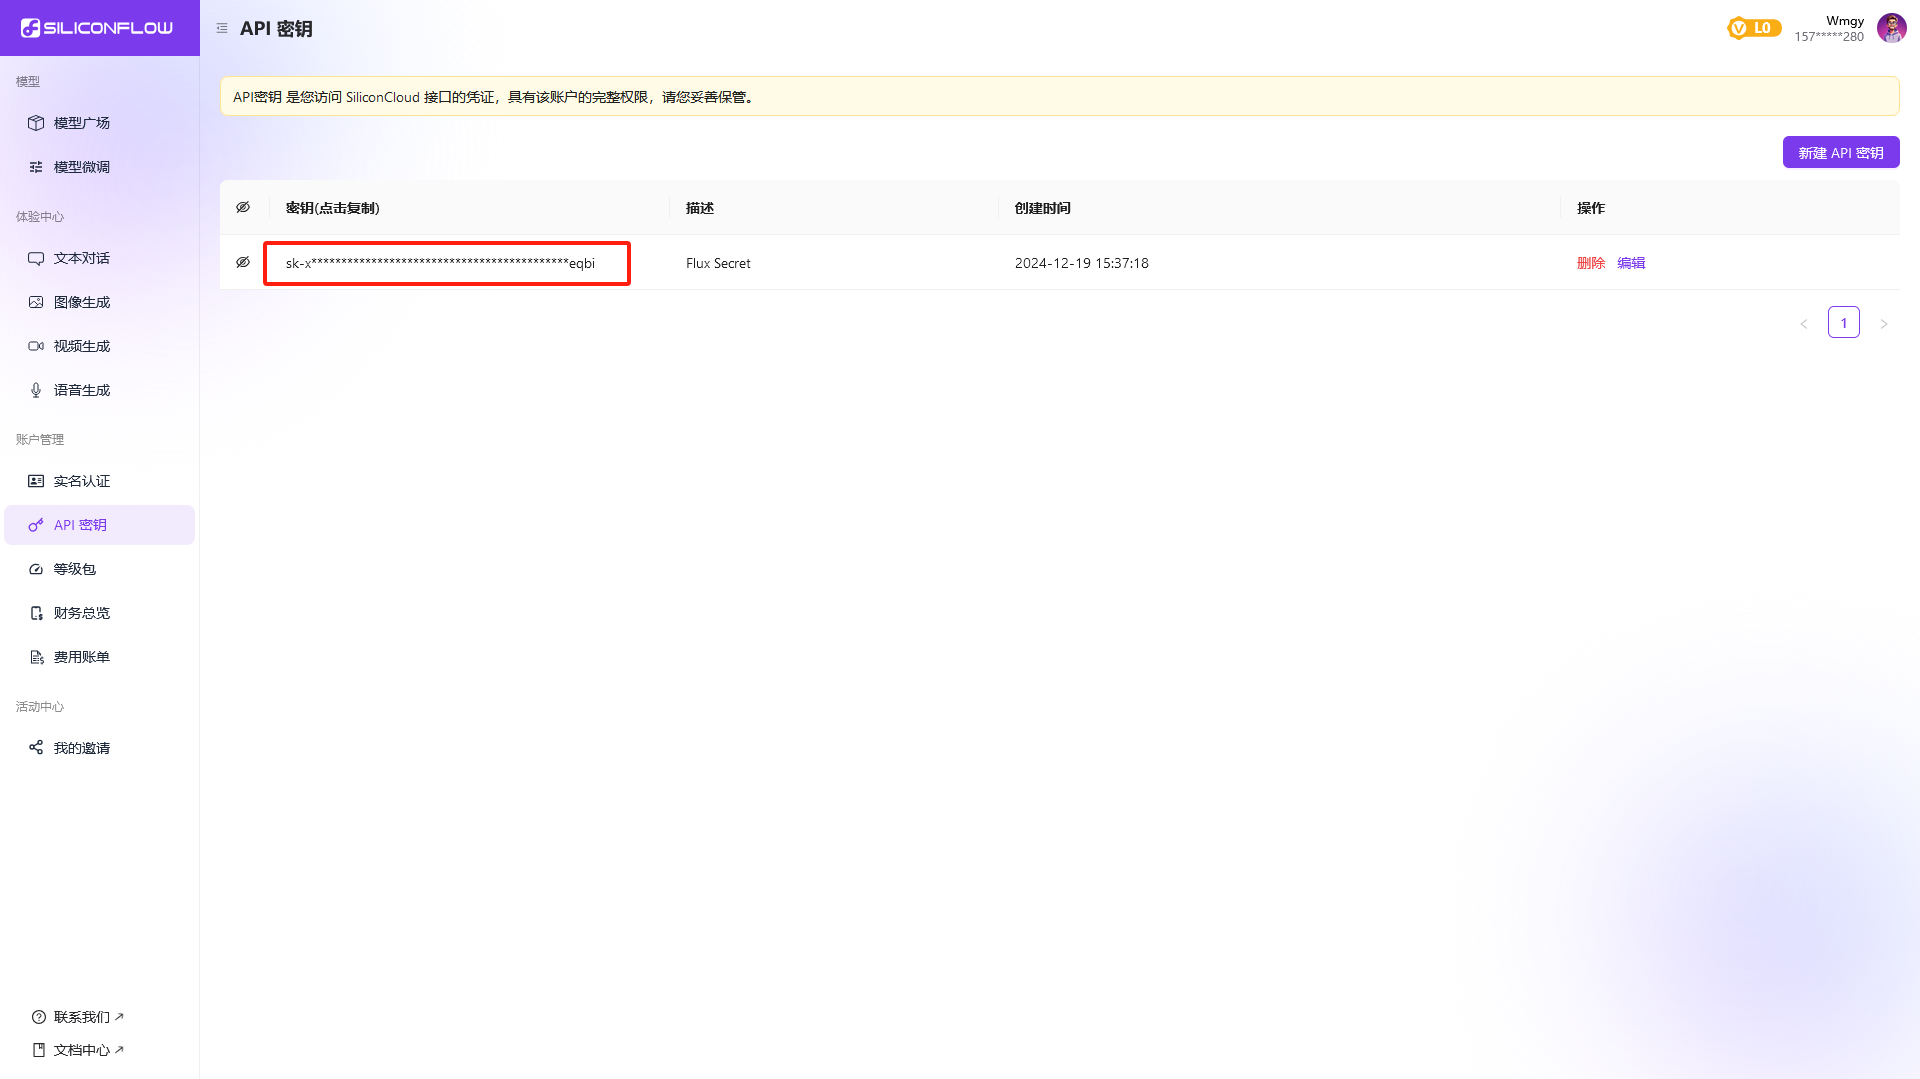 SILICONFLOW
API 密钥
L0
Wmgy
157*****280
模型
模型广场
模型微调
体验中心
文本对话
图像生成
视频生成
语音生成
账户管理
实名认证
API 密钥
等级包
财务总览
费用账单
活动中心
我的邀请
联系我们
文档中心
API密钥 是您访问 SiliconCloud 接口的凭证，具有该账户的完整权限，请您妥善保管。
新建 API 密钥
密钥(点击复制) 描述 创建时间 操作
sk-x********************************************eqbi Flux Secret 2024-12-19 15:37:18 删除 编辑
< 1 >